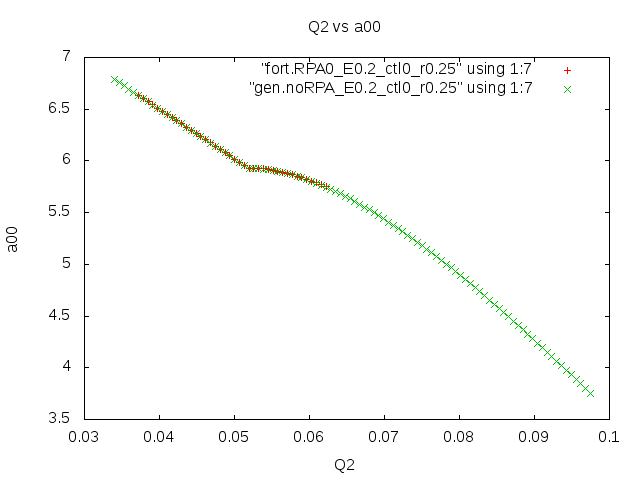 Q2 vs a00
"fort.RPA0_E0.2_ctl0_r0.25" using 1:7
"gen.noRPA_E0.2_ctl0_r0.25" using 1:7
7
6.5
6
5.5
5
4.5
4
3.5
a00
0.03 0.04 0.05 0.06 0.07 0.08 0.09 0.1
Q2